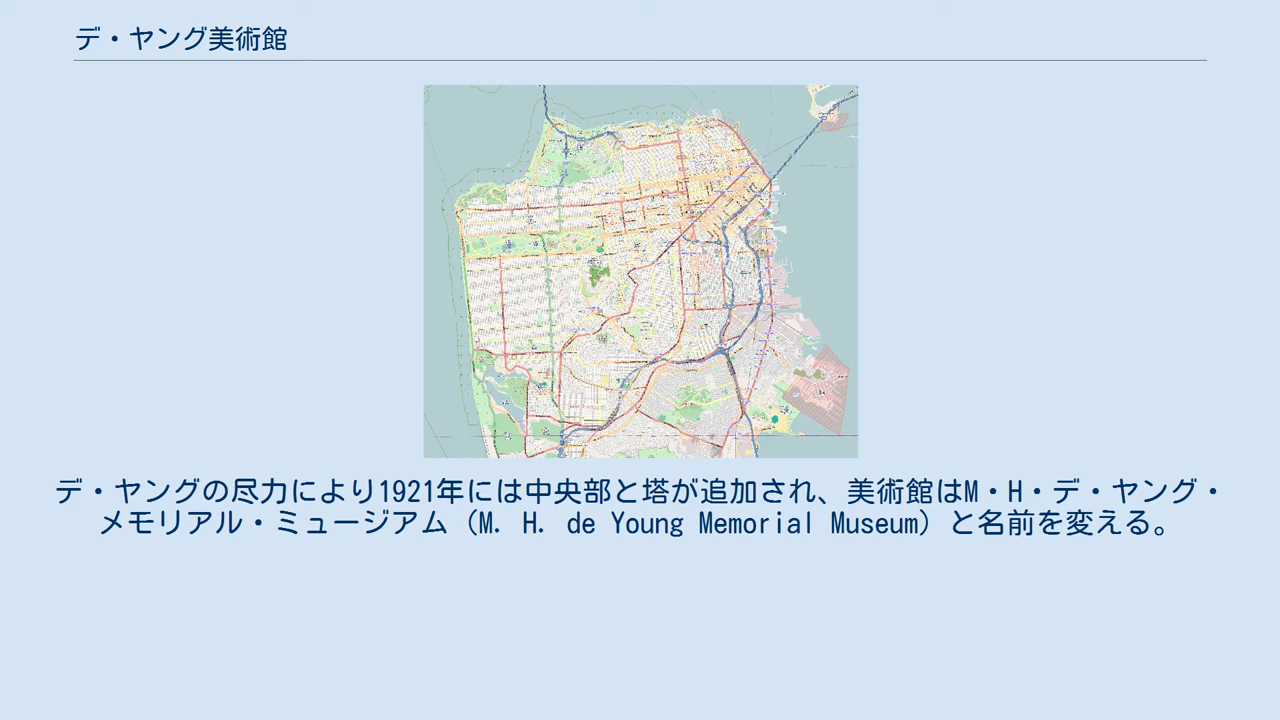 デ・ヤング美術館
デ・ヤングの尽力により1921年には中央部と塔が追加され、美術館はM・H・デ・ヤング・
メモリアル・ミュージアム（M. H. de Young Memorial Museum）と名前を変える。